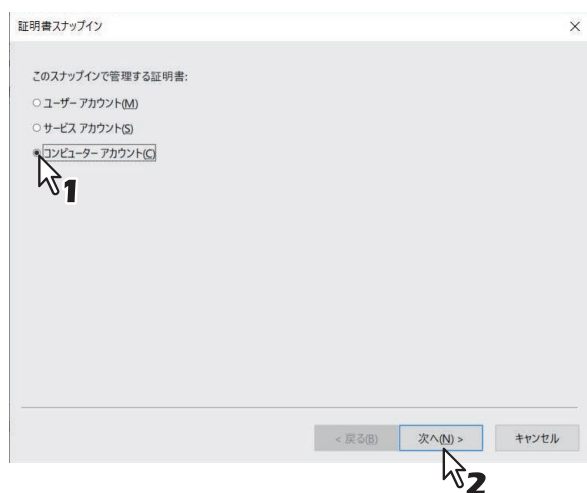 証明書スナップイン
このスナップインで管理する証明書:
ユーザー アカウント(M)
サービス アカウント(S)
コンピューター アカウント(C)
1
< 戻る(B) 次へ(N) > キャンセル
2